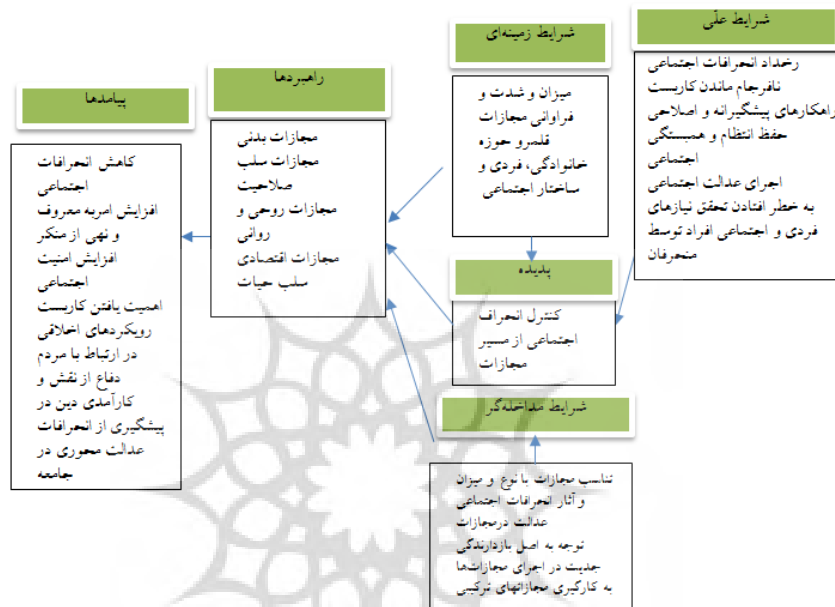 شرایط علّی
رخداد انحرافات اجتماعی
نافرجام ماندن کاربست
راهکارهای پیشگیرانه و اصلاحی
حفظ انتظام و همبستگی
اجتماعی
اجرای عدالت اجتماعی
به خطر افتادن تحقق نیازهای
فردی و اجتماعی افراد توسط
منحرفان
شرایط زمینه‌ای
میزان و شدت و
فراوانی مجازات
قلمرو حوزه
خانوادگی، فردی و
ساختار اجتماعی
پدیده
کنترل انحراف
اجتماعی از مسیر
مجازات
شرایط مداخله‌گر
تناسب مجازات با نوع و میزان
و آثار انحرافات اجتماعی
عدالت درمجازات
توجه به اصل بازدارندگی
جدیت در اجرای مجازات‌ها
به کارگیری مجازاتهای ترکیبی
راهبردها
مجازات بدنی
مجازات سلب
صلاحیت
مجازات روحی و
روانی
مجازات اقتصادی
سلب حیات
پیامدها
کاهش انحرافات
اجتماعی
افزایش امربه معروف
و نهی از منکر
افزایش امنیت
اجتماعی
اهمیت یافتن کاربست
رویکردهای اخلاقی
در ارتباط با مردم
دفاع از نقش و
کارآمدی دین در
پیشگیری از انحرافات
عدالت محوری در
جامعه